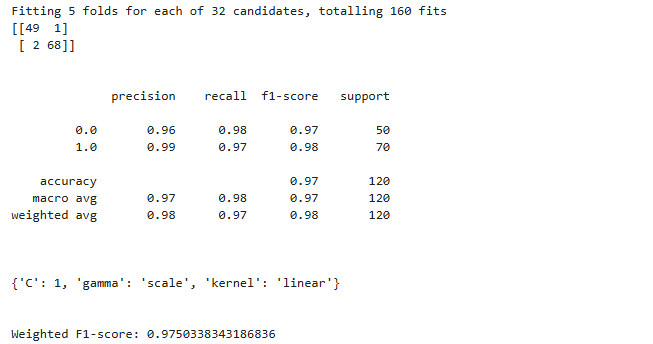 Fitting 5 folds for each of 32 candidates, totalling 160 fits
[[49  1]
 [ 2 68]]
              precision    recall  f1-score   support
         0.0       0.96      0.98      0.97        50
         1.0       0.99      0.97      0.98        70
    accuracy                           0.97       120
   macro avg       0.97      0.98      0.97       120
weighted avg       0.98      0.97      0.98       120
{'C': 1, 'gamma': 'scale', 'kernel': 'linear'}
Weighted F1-score: 0.9750338343186836